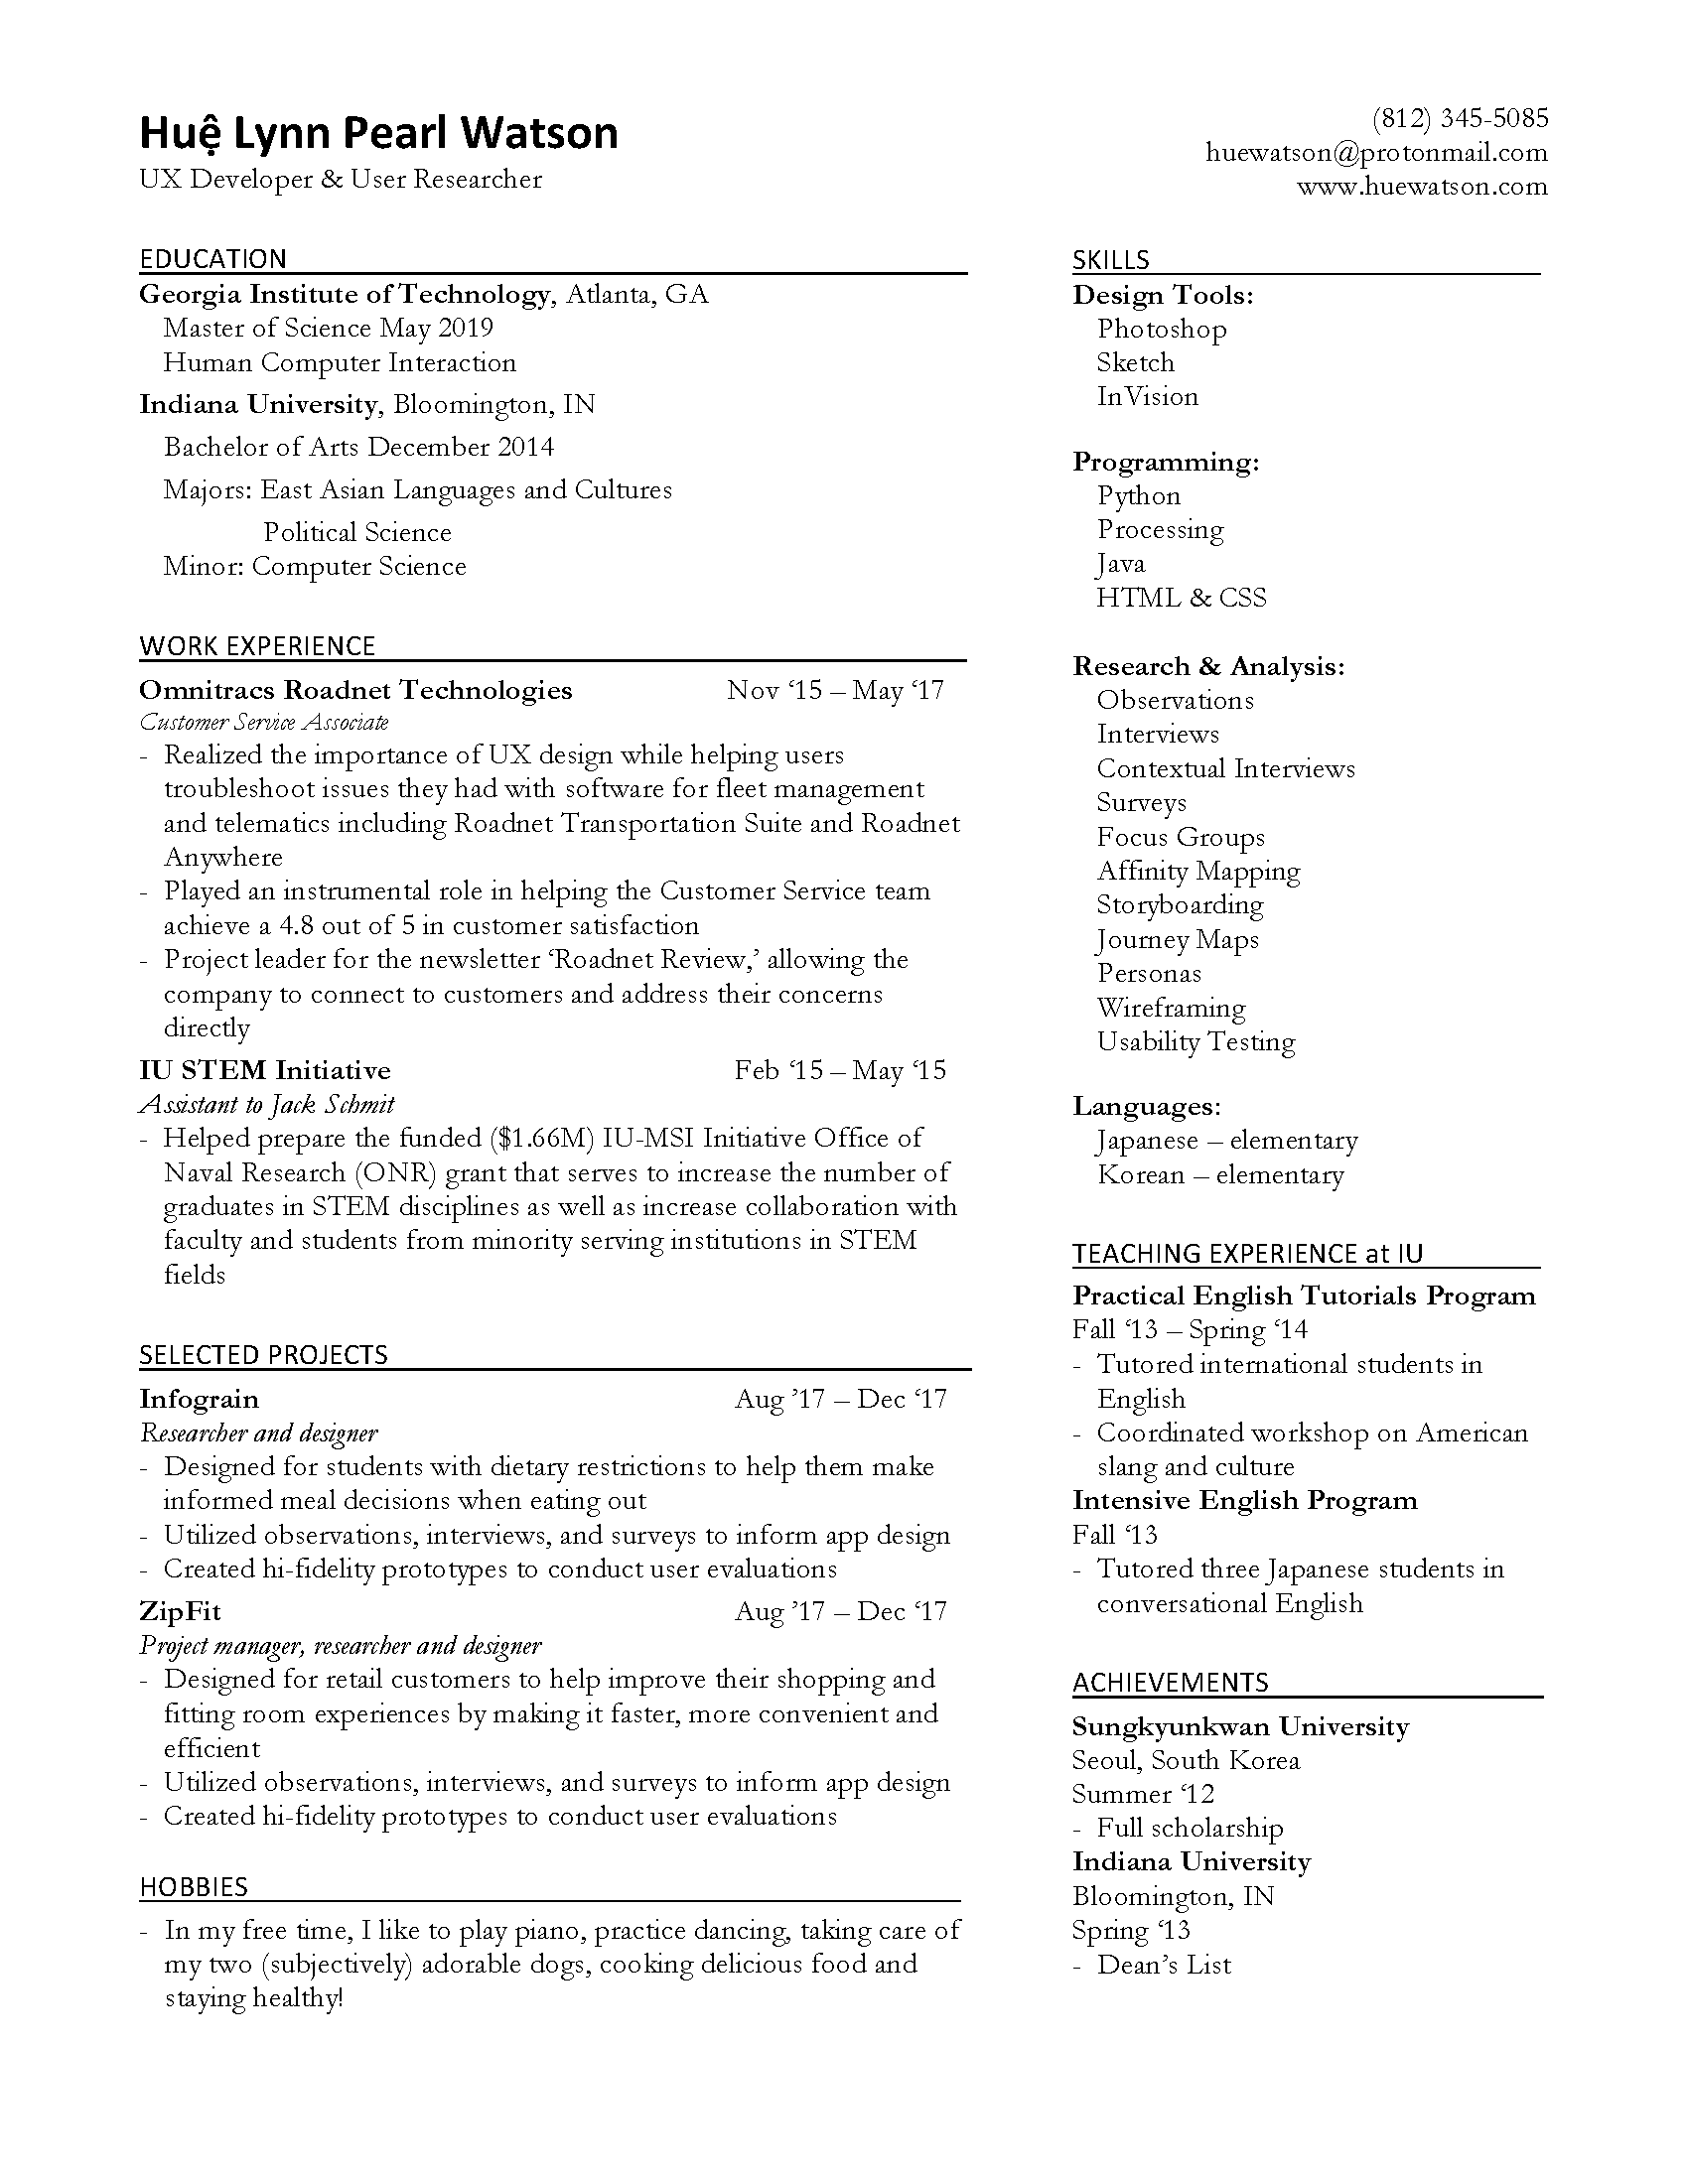 Huệ Lynn Pearl Watson
UX Developer & User Researcher
(812) 345-5085
huewatson@protonmail.com
www.huewatson.com
EDUCATION
Georgia Institute of Technology, Atlanta, GA
Master of Science May 2019
Human Computer Interaction
Indiana University, Bloomington, IN
Bachelor of Arts December 2014
Majors: East Asian Languages and Cultures
Political Science
Minor: Computer Science
WORK EXPERIENCE
Omnitracs Roadnet Technologies Nov ‘15 – May ‘17
Customer Service Associate
- Realized the importance of UX design while helping users
troubleshoot issues they had with software for fleet management
and telematics including Roadnet Transportation Suite and Roadnet
Anywhere
- Played an instrumental role in helping the Customer Service team
achieve a 4.8 out of 5 in customer satisfaction
- Project leader for the newsletter ‘Roadnet Review,’ allowing the
company to connect to customers and address their concerns
directly
IU STEM Initiative Feb ‘15 – May ‘15
Assistant to Jack Schmit
- Helped prepare the funded ($1.66M) IU-MSI Initiative Office of
Naval Research (ONR) grant that serves to increase the number of
graduates in STEM disciplines as well as increase collaboration with
faculty and students from minority serving institutions in STEM
fields
SELECTED PROJECTS
Infograin Aug ’17 – Dec ‘17
Researcher and designer
- Designed for students with dietary restrictions to help them make
informed meal decisions when eating out
- Utilized observations, interviews, and surveys to inform app design
- Created hi-fidelity prototypes to conduct user evaluations
ZipFit Aug ’17 – Dec ‘17
Project manager, researcher and designer
- Designed for retail customers to help improve their shopping and
fitting room experiences by making it faster, more convenient and
efficient
- Utilized observations, interviews, and surveys to inform app design
- Created hi-fidelity prototypes to conduct user evaluations
HOBBIES
- In my free time, I like to play piano, practice dancing, taking care of
my two (subjectively) adorable dogs, cooking delicious food and
staying healthy!
SKILLS
Design Tools:
Photoshop
Sketch
InVision
Programming:
Python
Processing
Java
HTML & CSS
Research & Analysis:
Observations
Interviews
Contextual Interviews
Surveys
Focus Groups
Affinity Mapping
Storyboarding
Journey Maps
Personas
Wireframing
Usability Testing
Languages:
Japanese – elementary
Korean – elementary
TEACHING EXPERIENCE at IU
Practical English Tutorials Program
Fall ‘13 – Spring ‘14
- Tutored international students in
English
- Coordinated workshop on American
slang and culture
Intensive English Program
Fall ‘13
- Tutored three Japanese students in
conversational English
ACHIEVEMENTS
Sungkyunkwan University
Seoul, South Korea
Summer ‘12
- Full scholarship
Indiana University
Bloomington, IN
Spring ‘13
- Dean’s List